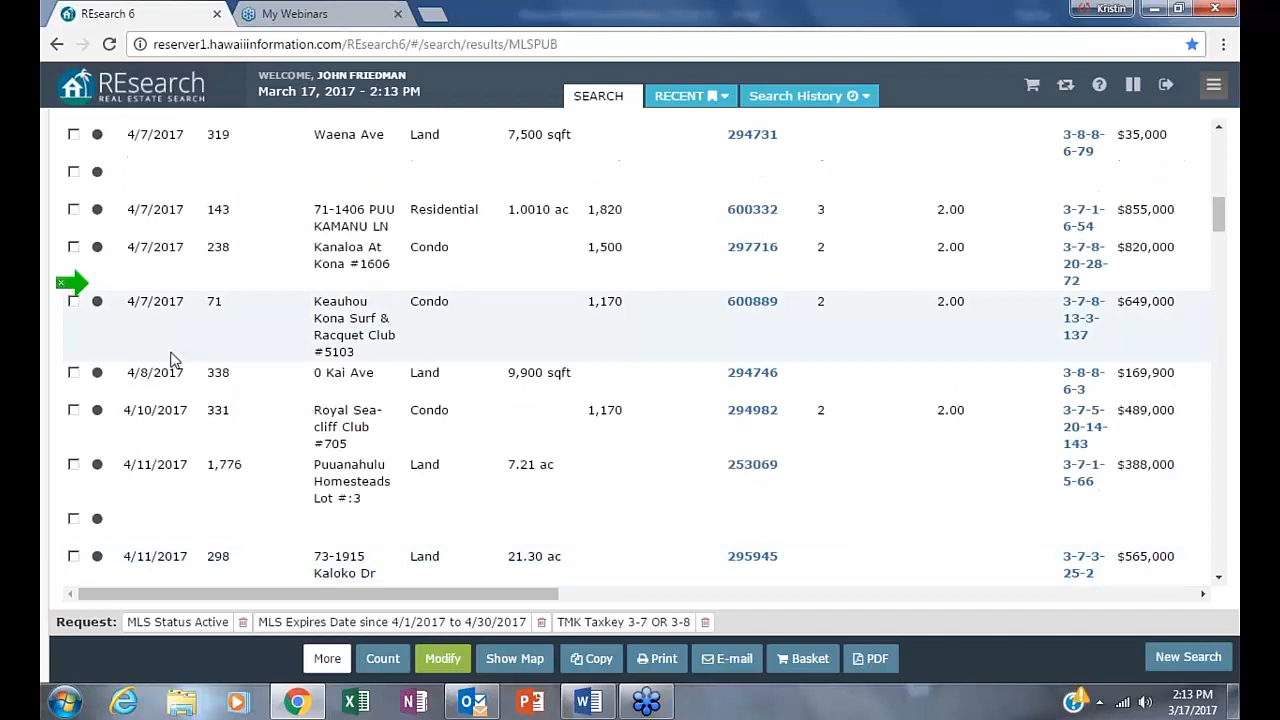 REsearch 6
My Webinars
Kristin
reserver1.hawaiiinformation.com/REsearch6/#/search/results/MLSPUB
REsearch
REAL ESTATE SEARCH
WELCOME, JOHN FRIEDMAN
March 17, 2017 - 2:13 PM
SEARCH
RECENT
Search History
4/7/2017 319 Waena Ave Land 7,500 sqft 294731 3-8-8- $35,000
6-79
4/7/2017 143 71-1406 PUU Residential 1.0010 ac 1,820 600332 3 2.00 3-7-1- $855,000
KAMANU LN 6-54
4/7/2017 238 Kanaloa At Condo 1,500 297716 2 2.00 3-7-8- $820,000
Kona #1606 20-28-
72
4/7/2017 71 Keauhou Condo 1,170 600889 2 2.00 3-7-8- $649,000
Kona Surf & 13-3-
Racquet Club 137
#5103
4/8/2017 338 0 Kai Ave Land 9,900 sqft 294746 3-8-8- $169,900
6-3
4/10/2017 331 Royal Sea- Condo 1,170 294982 2 2.00 3-7-5- $489,000
cliff Club 20-14-
#705 143
4/11/2017 1,776 Puuanahulu Land 7.21 ac 253069 3-7-1- $388,000
Homesteads 5-66
Lot #:3
4/11/2017 298 73-1915 Land 21.30 ac 295945 3-7-3- $565,000
Kaloko Dr 25-2
Request: MLS Status Active MLS Expires Date since 4/1/2017 to 4/30/2017 TMK Taxkey 3-7 OR 3-8
More Count Modify Show Map Copy Print E-mail Basket PDF New Search
2:13 PM
3/17/2017